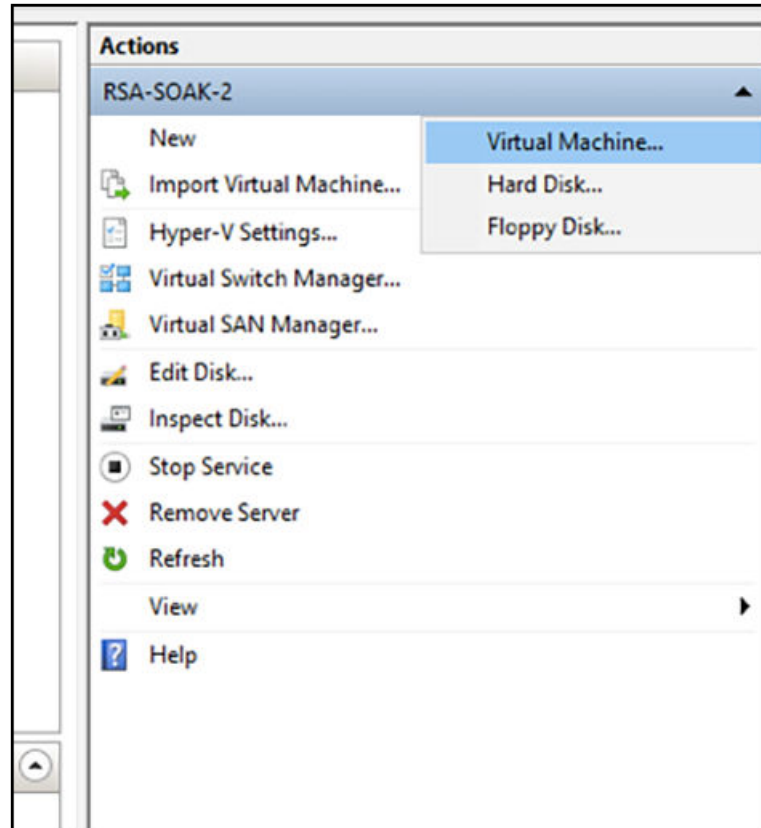 Actions
RSA-SOAK-2
New
Virtual Machine...
Import Virtual Machine...
Hard Disk...
Hyper-V Settings...
Floppy Disk...
Virtual Switch Manager...
Virtual SAN Manager...
Edit Disk...
Inspect Disk...
Stop Service
Remove Server
Refresh
View
Help